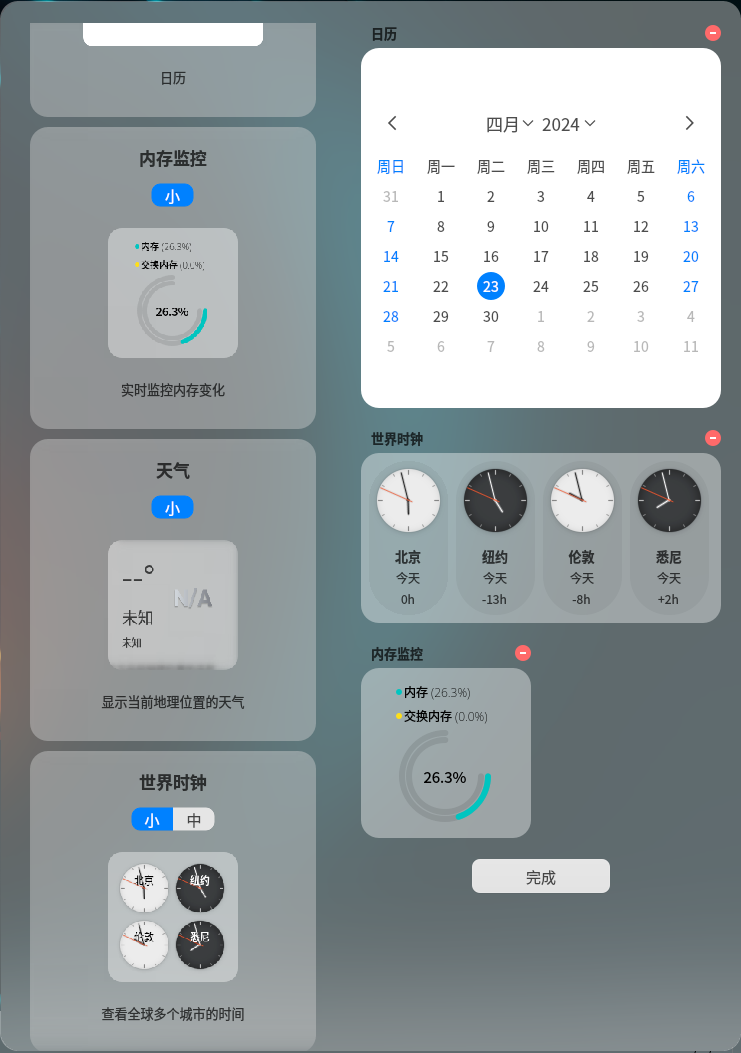 日历
内存监控
小
内存 (26.3%)
交换内存 (0.0%)
26.3%
实时监控内存变化
天气
小
--°
N/A
未知
未知
显示当前地理位置的天气
世界时钟
小 中
北京 纽约
伦敦 悉尼
查看全球多个城市的时间
日历
四月 2024
周日 周一 周二 周三 周四 周五 周六
31 1 2 3 4 5 6
7 8 9 10 11 12 13
14 15 16 17 18 19 20
21 22 23 24 25 26 27
28 29 30 1 2 3 4
5 6 7 8 9 10 11
世界时钟
北京 纽约 伦敦 悉尼
今天 今天 今天 今天
0h -13h -8h +2h
内存监控
内存 (26.3%)
交换内存 (0.0%)
26.3%
完成